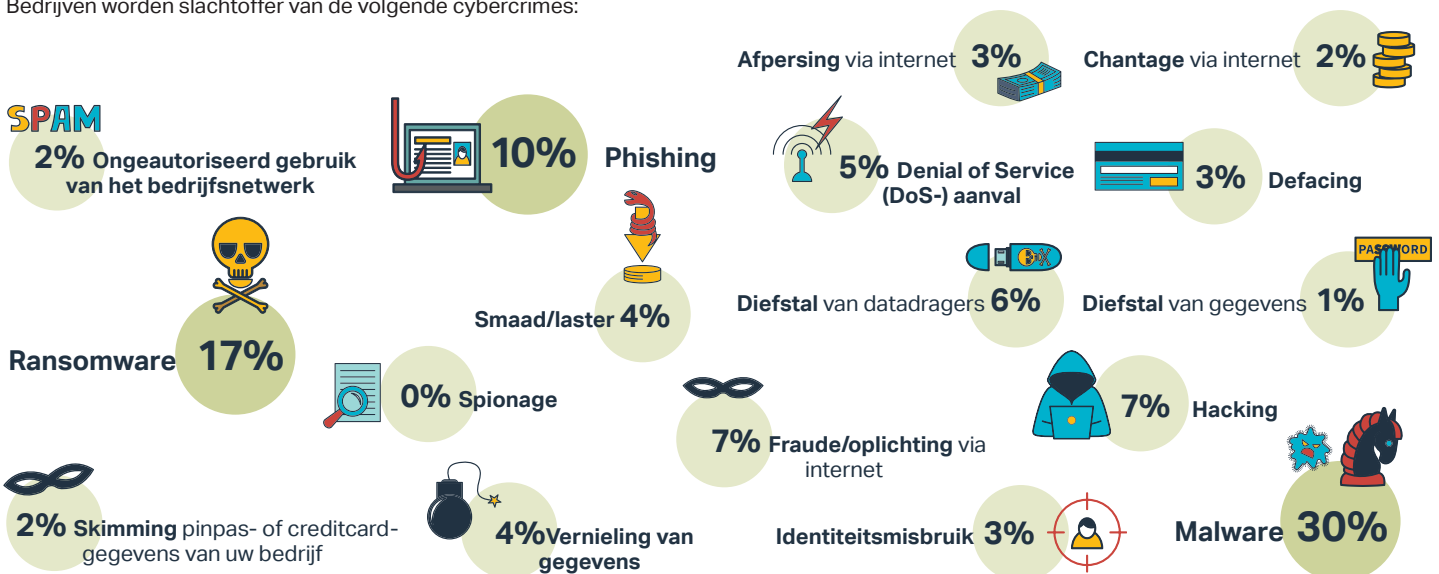 Bedrijven worden slachtoffer van de volgende cybercrimes:
Afpersing via internet 3%
Chantage via internet 2%
SPAM
2% Ongeautoriseerd gebruik
van het bedrijfsnetwerk
10% Phishing
5% Denial of Service
(DoS-) aanval
3% Defacing
PASSWORD
Smaad/laster 4%
Diefstal van datadragers 6%
Diefstal van gegevens 1%
Ransomware 17%
0% Spionage
7% Fraude/oplichting via
internet
7% Hacking
2% Skimming pinpas- of creditcard-
gegevens van uw bedrijf
4% Vernieling van
gegevens
Identiteitsmisbruik 3%
Malware 30%